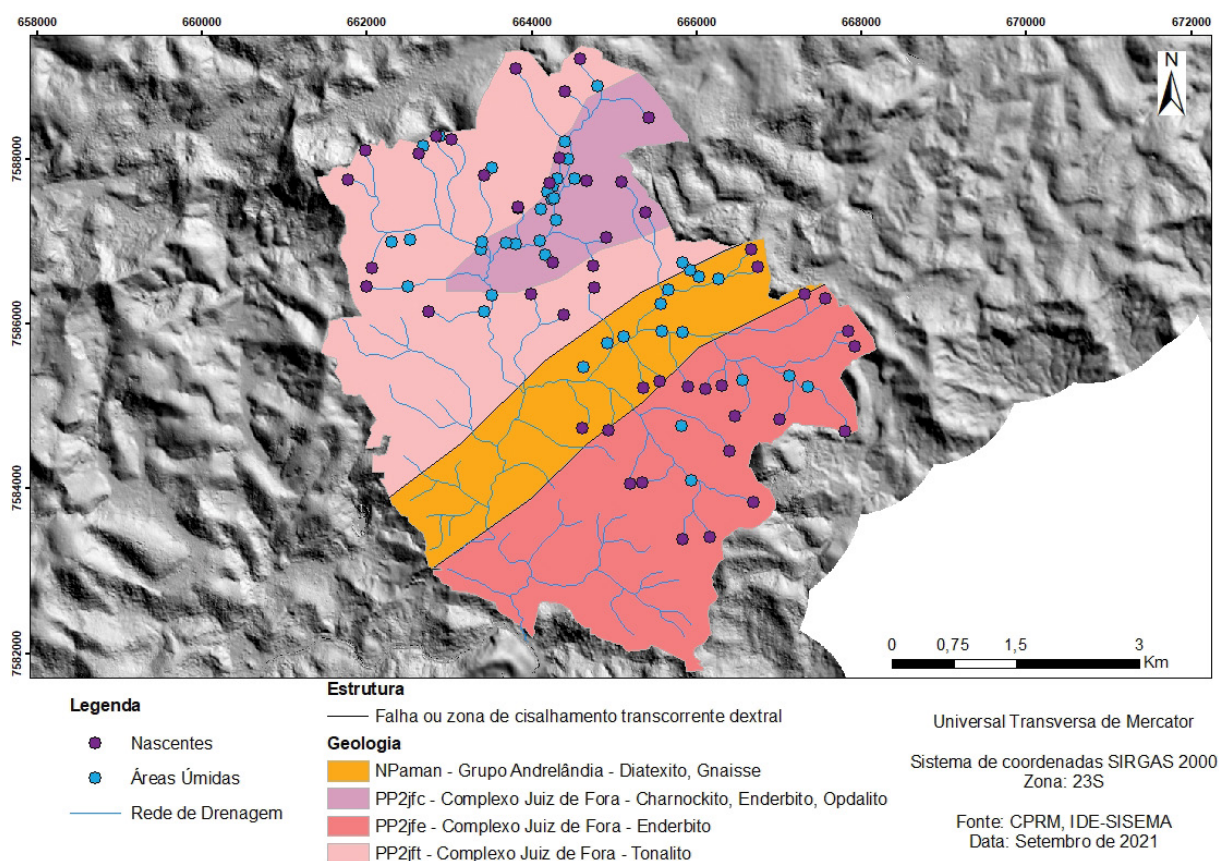 658000 660000 662000 664000 666000 668000 670000 672000
N
7588000
7586000
7584000
7582000
0 0,75 1,5 3
Km
Legenda
Nascentes
Áreas Úmidas
Rede de Drenagem
Estrutura
Falha ou zona de cisalhamento transcorrente dextral
Geologia
NPaman - Grupo Andrelândia - Diatexito, Gnaisse
PP2jfc - Complexo Juiz de Fora - Charnockito, Enderbito, Opdalito
PP2jfe - Complexo Juiz de Fora - Enderbito
PP2jft - Complexo Juiz de Fora - Tonalito
Universal Transversa de Mercator
Sistema de coordenadas SIRGAS 2000
Zona: 23S
Fonte: CPRM, IDE-SISEMA
Data: Setembro de 2021